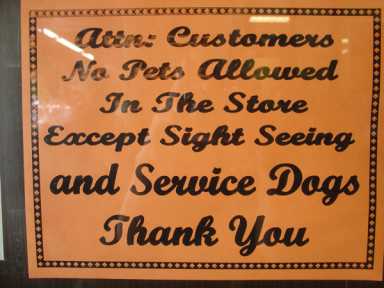 Attn: Customers
No Pets Allowed
In The Store
Except Sight Seeing
and Service Dogs
Thank You